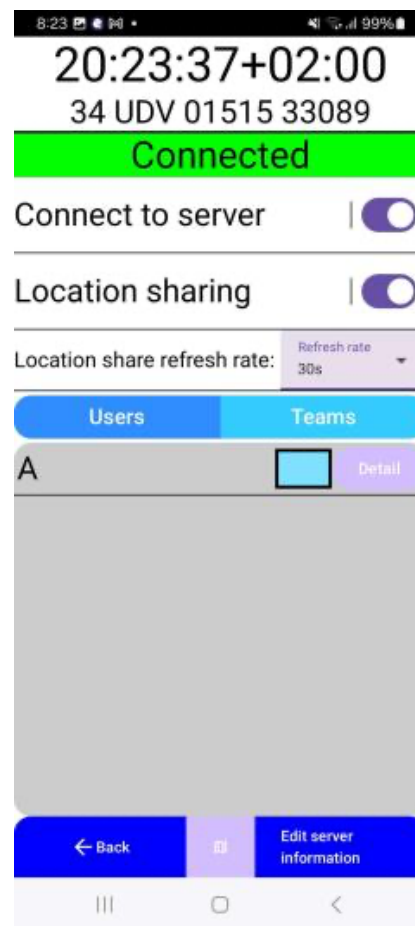 8:23 99%
20:23:37+02:00
34 UDV 01515 33089
Connected
Connect to server
Location sharing
Location share refresh rate:
Refresh rate
30s
Users Teams
A Detail
Back
Edit server
information